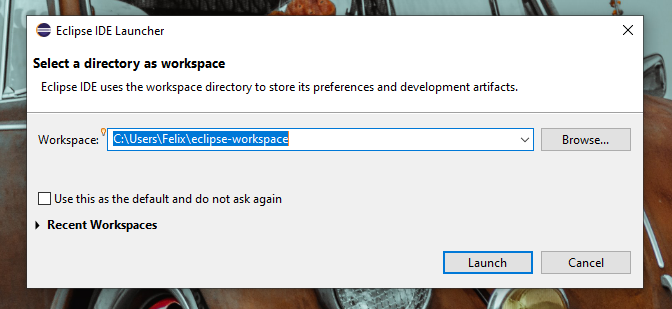 Eclipse IDE Launcher
Select a directory as workspace
Eclipse IDE uses the workspace directory to store its preferences and development artifacts.
Workspace: C:\Users\Felix\eclipse-workspace Browse...
Use this as the default and do not ask again
Recent Workspaces
Launch Cancel